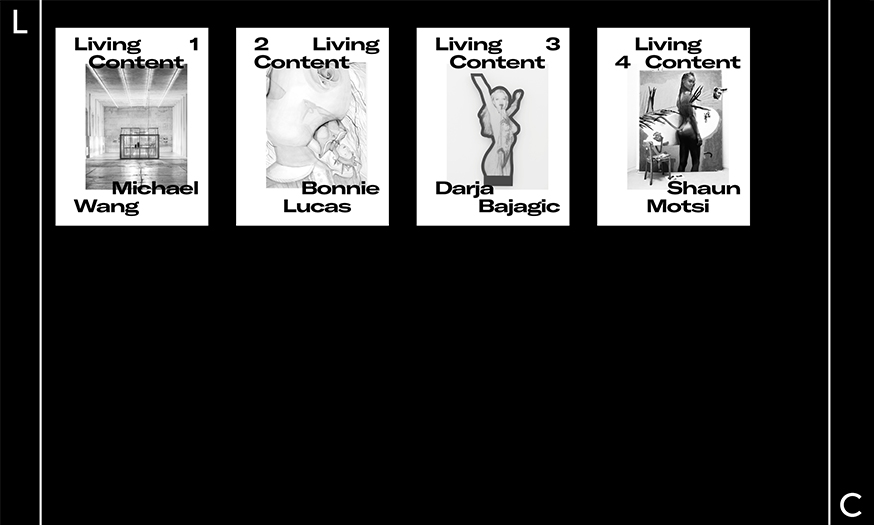 L
Living 1
Content
Michael
Wang
2 Living
Content
Bonnie
Lucas
Living 3
Content
Darja
Bajagic
Living
4 Content
Shaun
Motsi
C